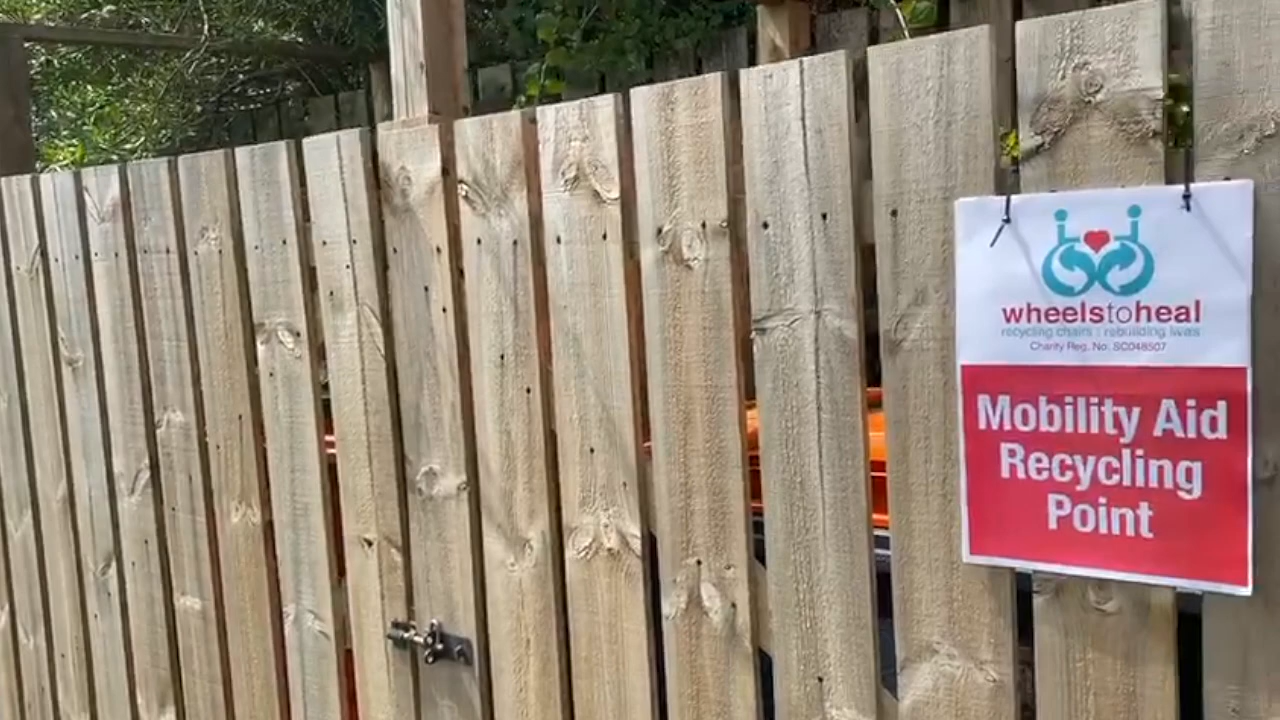 wheelstoheal
recycling chairs : rebuilding lives
Charity Reg. No: SC048507
Mobility Aid
Recycling
Point